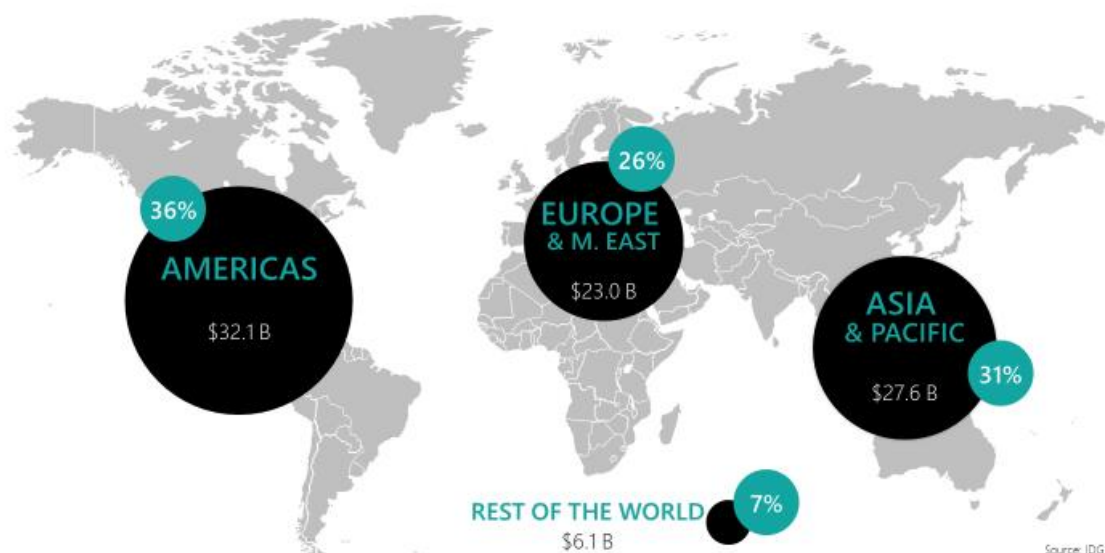 36%
AMERICAS
$32.1 B
26%
EUROPE
& M. EAST
$23.0 B
ASIA
& PACIFIC
31%
$27.6 B
REST OF THE WORLD
7%
$6.1 B
Source: IDG